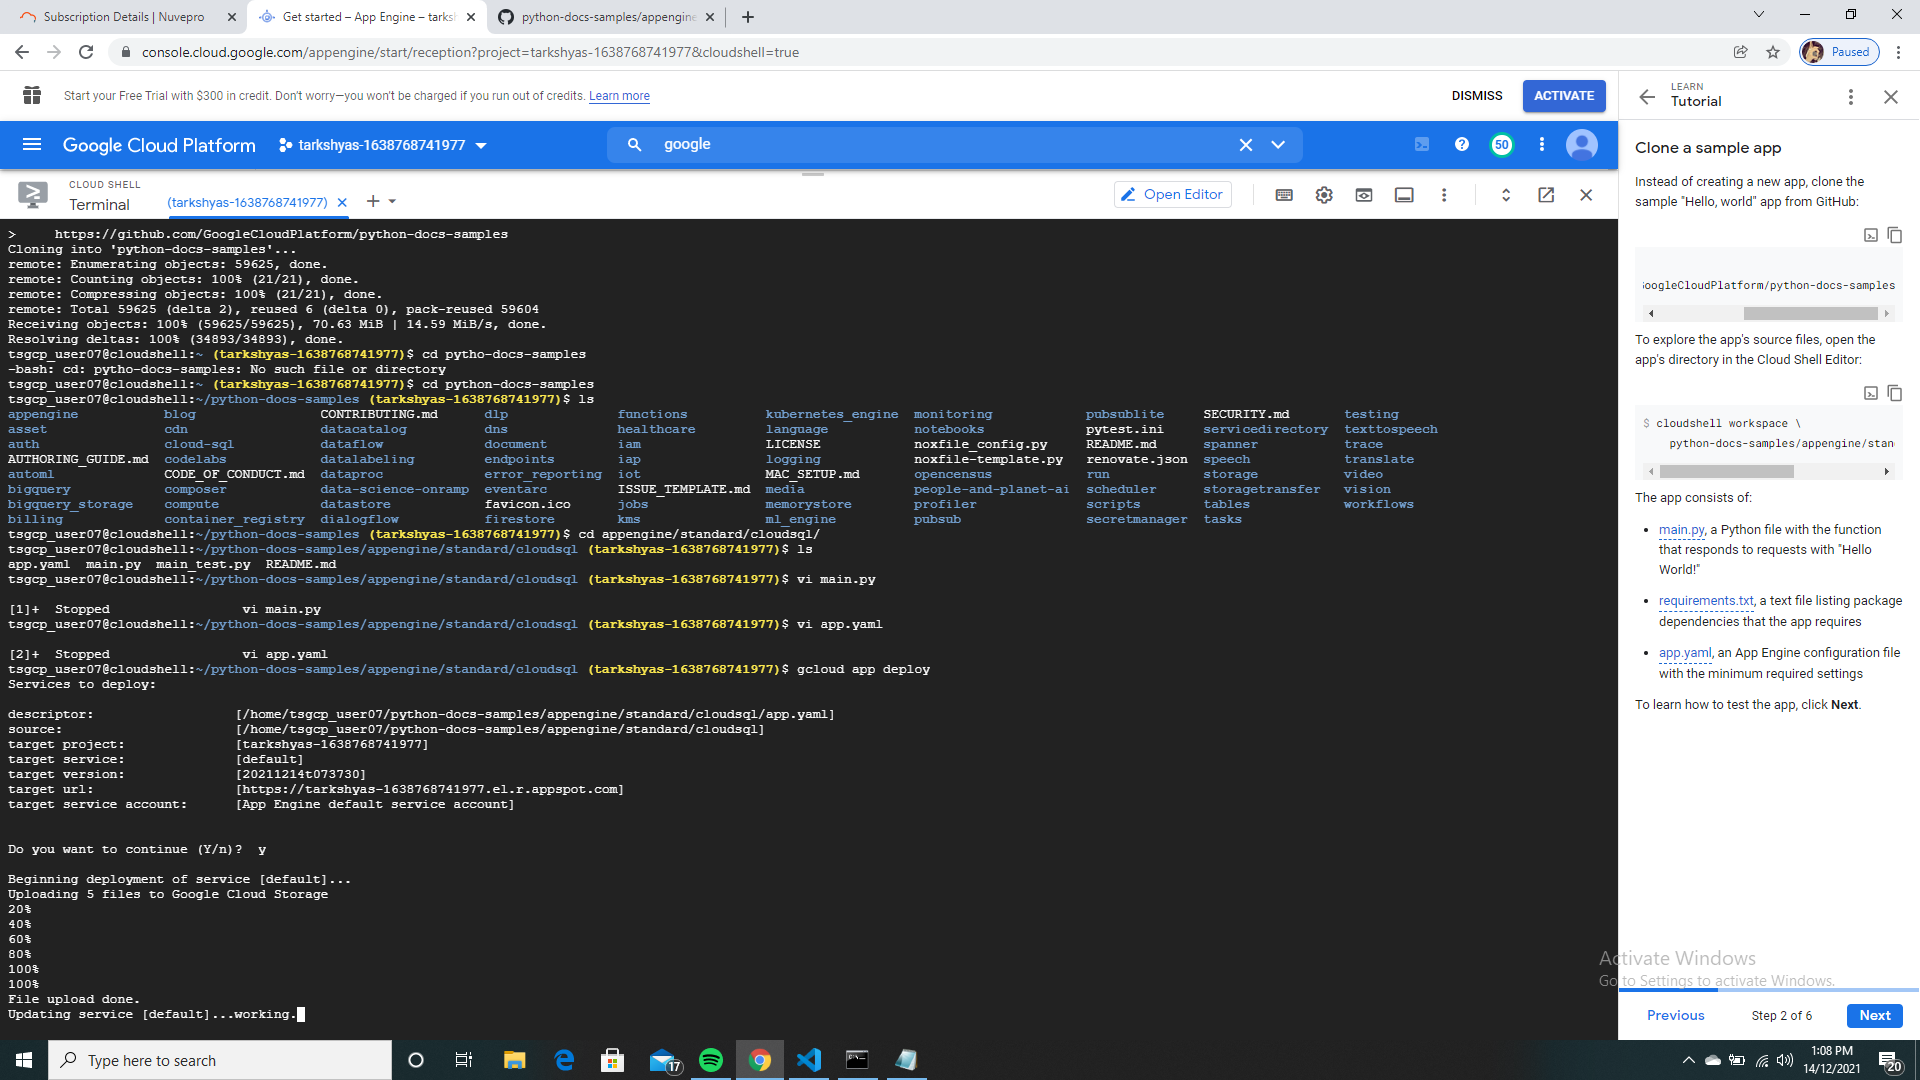 Subscription Details | Nuvepro
Get started – App Engine – tarksh
python-docs-samples/appengine
console.cloud.google.com/appengine/start/reception?project=tarkshyas-1638768741977&cloudshell=true
Paused
Start your Free Trial with $300 in credit. Don't worry—you won't be charged if you run out of credits. Learn more
DISMISS
ACTIVATE
Google Cloud Platform
tarkshyas-1638768741977
google
50
CLOUD SHELL
Terminal
(tarkshyas-1638768741977)
Open Editor
>     https://github.com/GoogleCloudPlatform/python-docs-samples
Cloning into 'python-docs-samples'...
remote: Enumerating objects: 59625, done.
remote: Counting objects: 100% (21/21), done.
remote: Compressing objects: 100% (21/21), done.
remote: Total 59625 (delta 2), reused 6 (delta 0), pack-reused 59604
Receiving objects: 100% (59625/59625), 70.63 MiB | 14.59 MiB/s, done.
Resolving deltas: 100% (34893/34893), done.
tsgcp_user07@cloudshell:~ (tarkshyas-1638768741977)$ cd pytho-docs-samples
-bash: cd: pytho-docs-samples: No such file or directory
tsgcp_user07@cloudshell:~ (tarkshyas-1638768741977)$ cd python-docs-samples
tsgcp_user07@cloudshell:~/python-docs-samples (tarkshyas-1638768741977)$ ls
appengine blog CONTRIBUTING.md dlp functions kubernetes_engine monitoring pubsublite SECURITY.md testing
asset cdn datacatalog dns healthcare language notebooks pytest.ini servicedirectory texttospeech
auth cloud-sql dataflow document iam LICENSE noxfile_config.py README.md spanner trace
AUTHORING_GUIDE.md codelabs datalabeling endpoints iap logging noxfile-template.py renovate.json speech translate
automl CODE_OF_CONDUCT.md dataproc error_reporting iot MAC_SETUP.md opencensus run storage video
bigquery composer data-science-onramp eventarc ISSUE_TEMPLATE.md media people-and-planet-ai scheduler storagetransfer vision
bigquery_storage compute datastore favicon.ico jobs memorystore profiler scripts tables workflows
billing container_registry dialogflow firestore kms ml_engine pubsub secretmanager tasks
tsgcp_user07@cloudshell:~/python-docs-samples (tarkshyas-1638768741977)$ cd appengine/standard/cloudsql/
tsgcp_user07@cloudshell:~/python-docs-samples/appengine/standard/cloudsql (tarkshyas-1638768741977)$ ls
app.yaml main.py main_test.py README.md
tsgcp_user07@cloudshell:~/python-docs-samples/appengine/standard/cloudsql (tarkshyas-1638768741977)$ vi main.py
[1]+  Stopped                 vi main.py
tsgcp_user07@cloudshell:~/python-docs-samples/appengine/standard/cloudsql (tarkshyas-1638768741977)$ vi app.yaml
[2]+  Stopped                 vi app.yaml
tsgcp_user07@cloudshell:~/python-docs-samples/appengine/standard/cloudsql (tarkshyas-1638768741977)$ gcloud app deploy
Services to deploy:
descriptor:                  [/home/tsgcp_user07/python-docs-samples/appengine/standard/cloudsql/app.yaml]
source:                      [/home/tsgcp_user07/python-docs-samples/appengine/standard/cloudsql]
target project:              [tarkshyas-1638768741977]
target service:              [default]
target version:              [20211214t073730]
target url:                  [https://tarkshyas-1638768741977.el.r.appspot.com]
target service account:      [App Engine default service account]
Do you want to continue (Y/n)?  y
Beginning deployment of service [default]...
Uploading 5 files to Google Cloud Storage
20%
40%
60%
80%
100%
100%
File upload done.
Updating service [default]...working.
LEARN
Tutorial
Clone a sample app
Instead of creating a new app, clone the
sample "Hello, world" app from GitHub:
GoogleCloudPlatform/python-docs-samples
To explore the app's source files, open the
app's directory in the Cloud Shell Editor:
$ cloudshell workspace \
python-docs-samples/appengine/stan
The app consists of:
• main.py, a Python file with the function
that responds to requests with "Hello
World!"
• requirements.txt, a text file listing package
dependencies that the app requires
• app.yaml, an App Engine configuration file
with the minimum required settings
To learn how to test the app, click Next.
Activate Windows
Go to Settings to activate Windows.
Previous
Step 2 of 6
Next
Type here to search
17
1:08 PM
14/12/2021
20